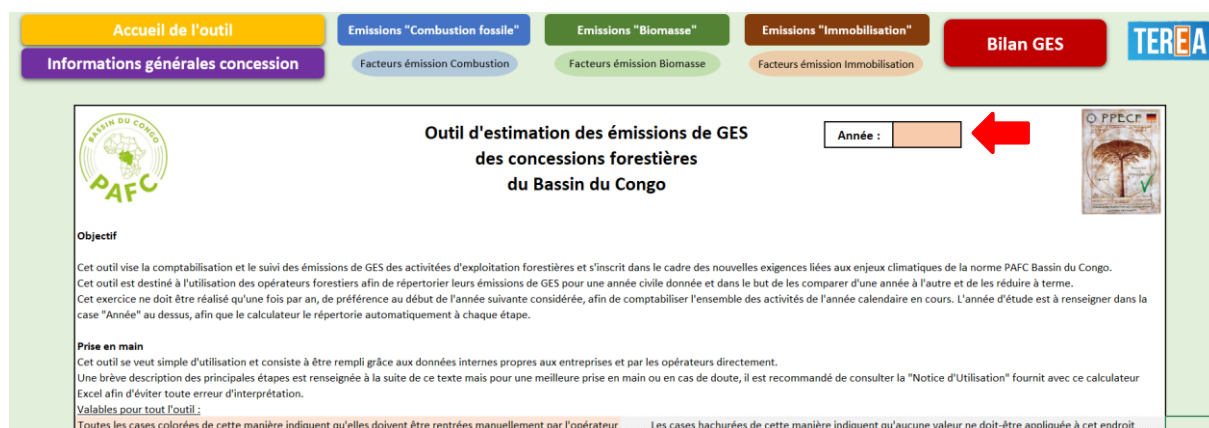 Accueil de l'outil
Emissions "Combustion fossile"
Emissions "Biomasse"
Emissions "Immobilisation"
Bilan GES
TEREA
Informations générales concession
Facteurs émission Combustion
Facteurs émission Biomasse
Facteurs émission Immobilisation
BASSIN DU CONGO
PAFC
Outil d'estimation des émissions de GES
des concessions forestières
du Bassin du Congo
Année :
PPECF
Objectif
Cet outil vise la comptabilisation et le suivi des émissions de GES des activitées d'exploitation forestières et s'inscrit dans le cadre des nouvelles exigences liées aux enjeux climatiques de la norme PAFC Bassin du Congo.
Cet outil est destiné à l'utilisation des opérateurs forestiers afin de répertorier leurs émissions de GES pour une année civile donnée et dans le but de les comparer d'une année à l'autre et de les réduire à terme.
Cet exercice ne doit être réalisé qu'une fois par an, de préférence au début de l'année suivante considérée, afin de comptabiliser l'ensemble des activités de l'année calendaire en cours. L'année d'étude est à renseigner dans la
case "Année" au dessus, afin que le calculateur le répertorie automatiquement à chaque étape.
Prise en main
Cet outil se veut simple d'utilisation et consiste à être rempli grâce aux données internes propres aux entreprises et par les opérateurs directement.
Une brève description des principales étapes est renseignée à la suite de ce texte mais pour une meilleure prise en main ou en cas de doute, il est recommandé de consulter la "Notice d'Utilisation" fournit avec ce calculateur
Excel afin d'éviter toute erreur d'interprétation.
Valables pour tout l'outil :
Toutes les cases colorées de cette manière indiquent qu'elles doivent être rentrées manuellement par l'opérateur
Les cases hachurées de cette manière indiquent qu'aucune valeur ne doit-être appliquée à cet endroit